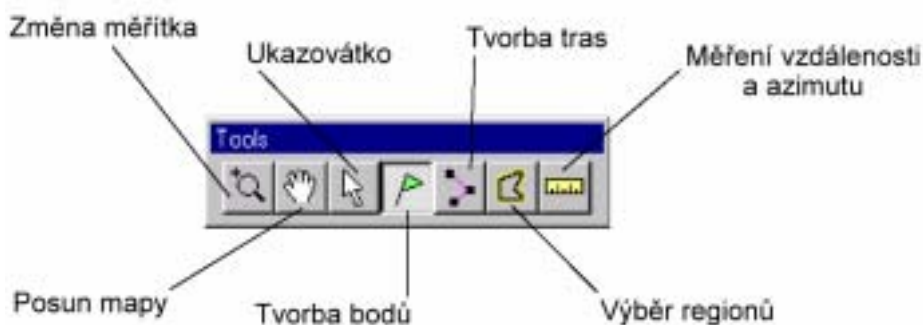 Změna měřítka
Ukazovátko
Tvorba tras
Měření vzdálenosti
a azimutu
Tools
Posun mapy
Tvorba bodů
Výběr regionů